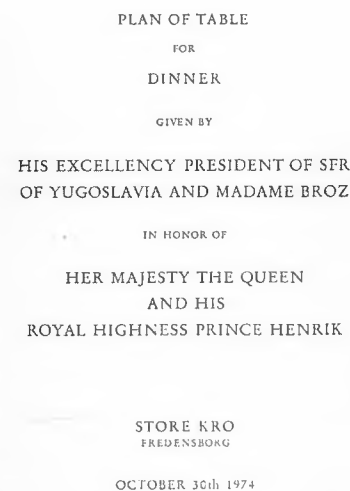 PLAN OF TABLE
FOR
DINNER
GIVEN BY
HIS EXCELLENCY PRESIDENT OF SFR
OF YUGOSLAVIA AND MADAME BROZ
IN HONOR OF
HER MAJESTY THE QUEEN
AND HIS
ROYAL HIGHNESS PRINCE HENRIK
STORE KRO
FREDENSBORG
OCTOBER 30th 1974